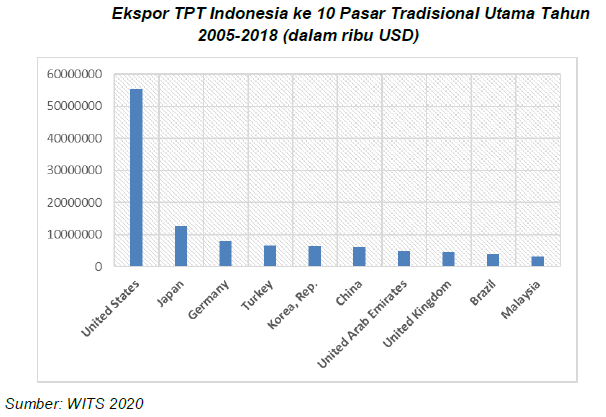 Ekspor TPT Indonesia ke 10 Pasar Tradisional Utama Tahun
2005-2018 (dalam ribu USD)
60000000
50000000
40000000
30000000
20000000
10000000
0
United States
Japan
Germany
Turkey
Korea, Rep.
China
United Arab Emirates
United Kingdom
Brazil
Malaysia
Sumber: WITS 2020